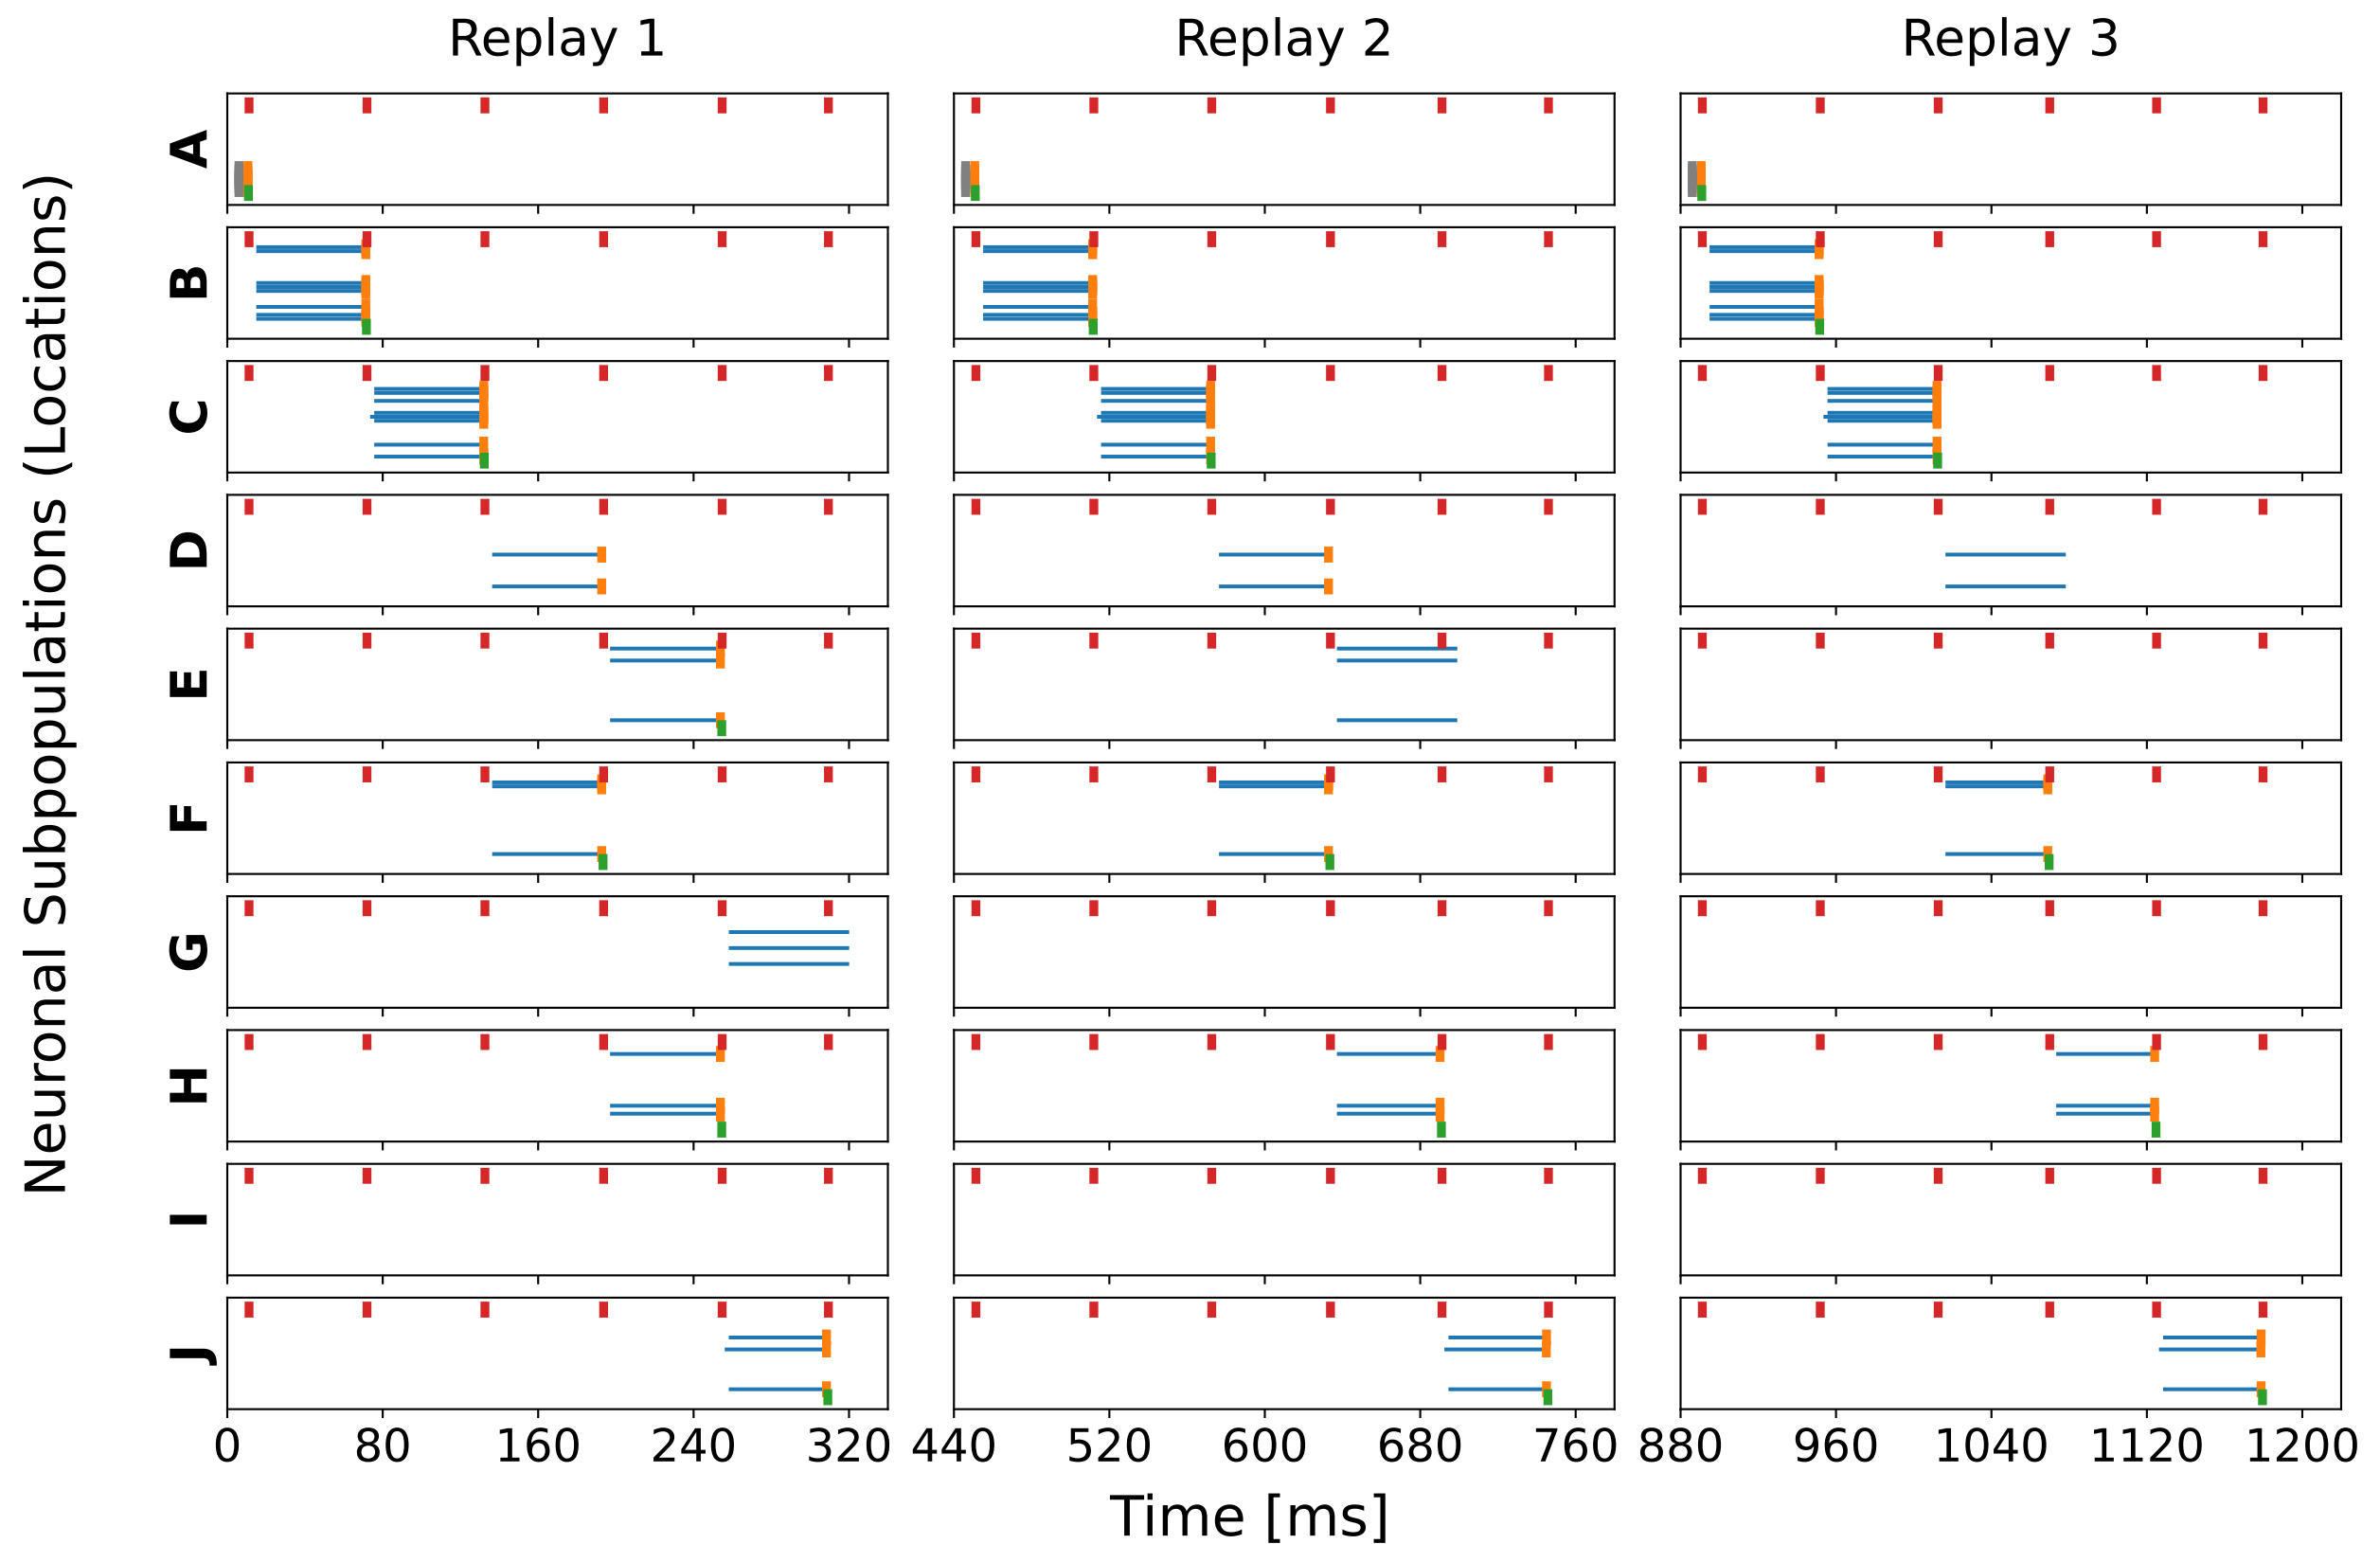 Replay 1 Replay 2 Replay 3
Neuronal Subpopulations (Locations)
A
B
C
D
E
F
G
H
I
J
0 80 160 240 320 440 520 600 680 760 880 960 1040 1120 1200
Time [ms]